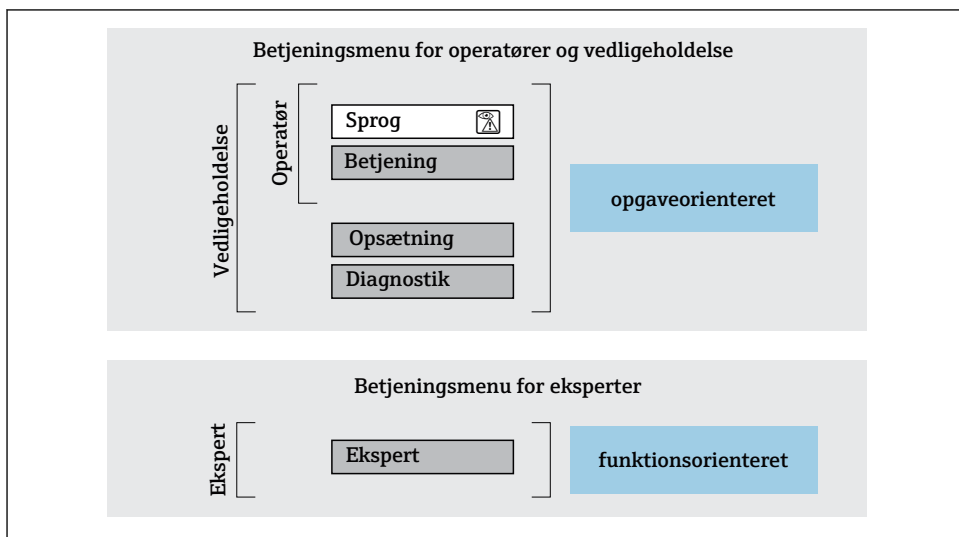 Betjeningsmenu for operatører og vedligeholdelse
Vedligeholdelse
Operatør
Sprog
Betjening
Opsætning
Diagnostik
opgaveorienteret
Betjeningsmenu for eksperter
Ekspert
Ekspert
funktionsorienteret